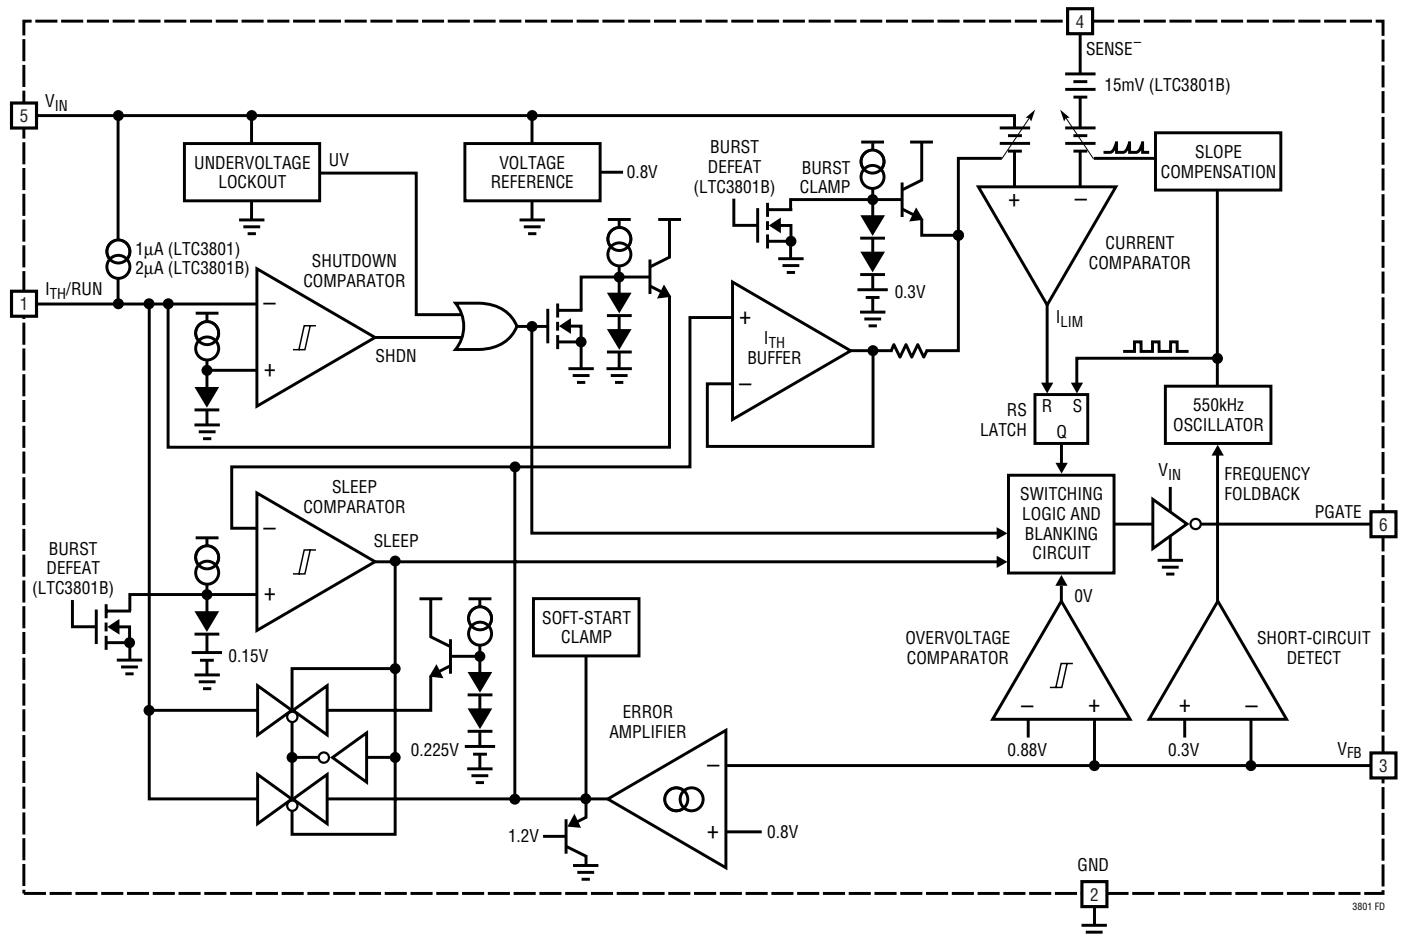 4
SENSE−
15mV (LTC3801B)
5
VIN
UNDERVOLTAGE
LOCKOUT
UV
VOLTAGE
REFERENCE
0.8V
BURST
DEFEAT
(LTC3801B)
BURST
CLAMP
SLOPE
COMPENSATION
+
−
CURRENT
COMPARATOR
1µA (LTC3801)
2µA (LTC3801B)
SHUTDOWN
COMPARATOR
1
ITH/RUN
−
+
SHDN
0.3V
+
ITH
BUFFER
−
ILIM
RS
LATCH
R
S
Q
550kHz
OSCILLATOR
SLEEP
COMPARATOR
−
+
SLEEP
BURST
DEFEAT
(LTC3801B)
0.15V
SWITCHING
LOGIC AND
BLANKING
CIRCUIT
VIN
FREQUENCY
FOLDBACK
PGATE
6
0V
SOFT-START
CLAMP
OVERVOLTAGE
COMPARATOR
−
+
SHORT-CIRCUIT
DETECT
+
−
0.225V
ERROR
AMPLIFIER
0.88V
0.3V
VFB
3
−
+
1.2V
0.8V
GND
2
3801 FD